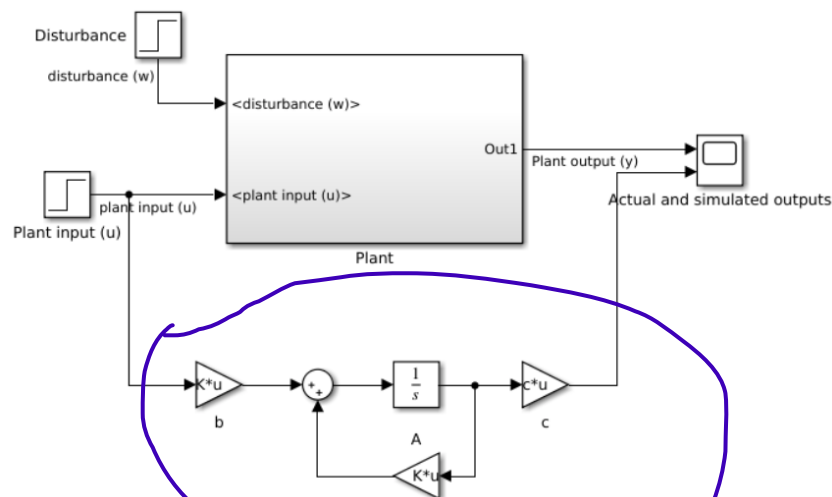 Disturbance
disturbance (w)
<disturbance (w)>
Out1
Plant output (y)
plant input (u)
<plant input (u)>
Actual and simulated outputs
Plant input (u)
Plant
K*u
1
s
c*u
b
c
A
K*u